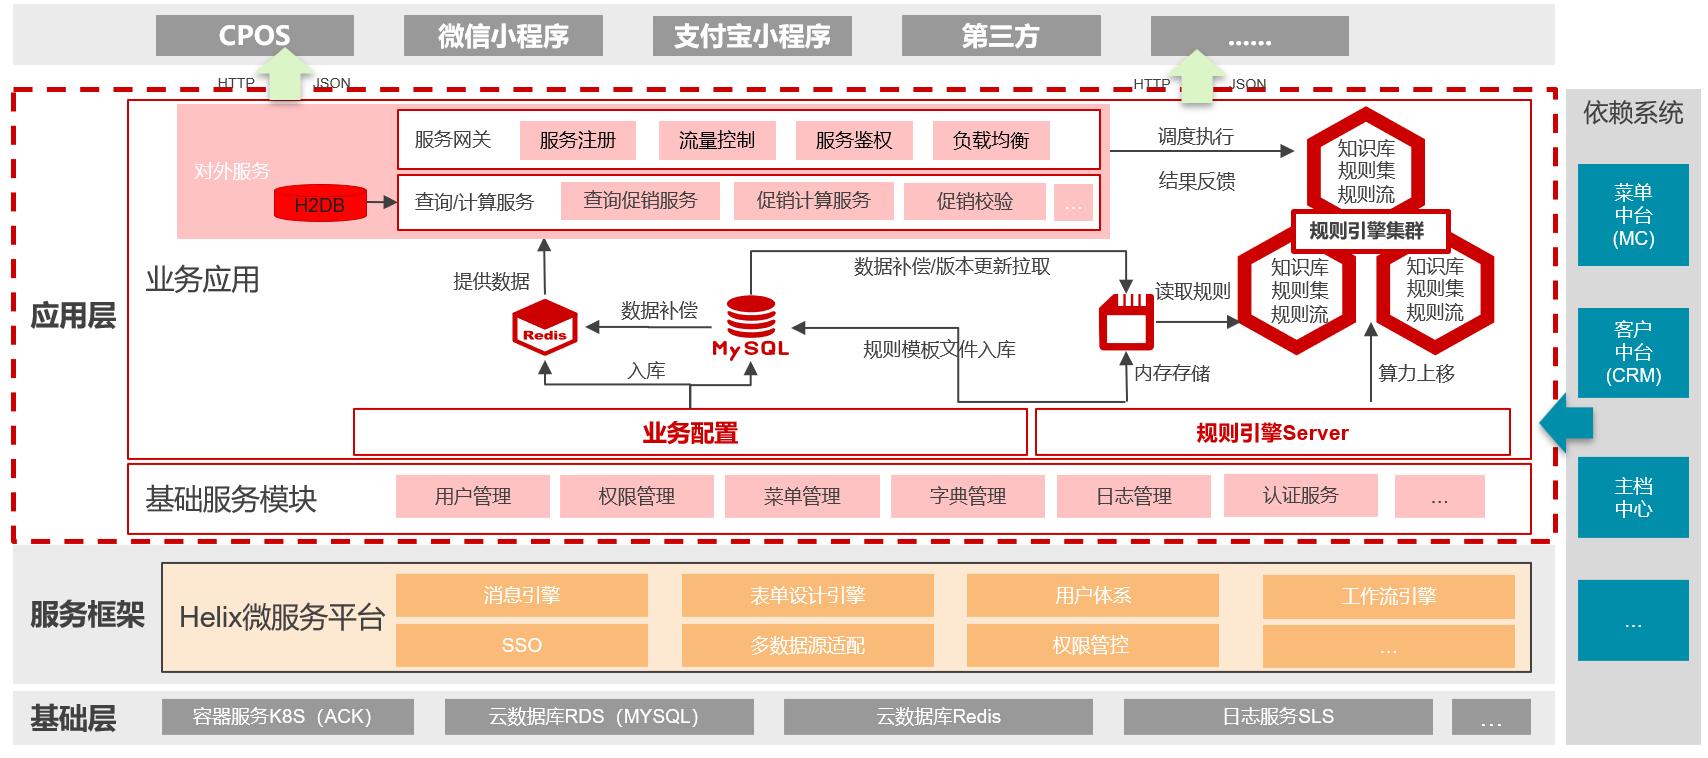 CPOS
微信小程序
支付宝小程序
第三方
......
HTTP
JSON
HTTP
JSON
应用层
业务应用
对外服务
H2DB
服务网关
服务注册
流量控制
服务鉴权
负载均衡
查询/计算服务
查询促销服务
促销计算服务
促销校验
...
调度执行
结果反馈
知识库
规则集
规则流
规则引擎集群
知识库
规则集
规则流
知识库
规则集
规则流
提供数据
数据补偿
数据补偿/版本更新拉取
读取规则
Redis
MySQL
规则模板文件入库
入库
内存存储
算力上移
业务配置
规则引擎Server
基础服务模块
用户管理
权限管理
菜单管理
字典管理
日志管理
认证服务
...
服务框架
Helix微服务平台
消息引擎
表单设计引擎
用户体系
工作流引擎
SSO
多数据源适配
权限管控
...
基础层
容器服务K8S（ACK）
云数据库RDS（MYSQL）
云数据库Redis
日志服务SLS
...
依赖系统
菜单
中台
(MC)
客户
中台
(CRM)
主档
中心
...